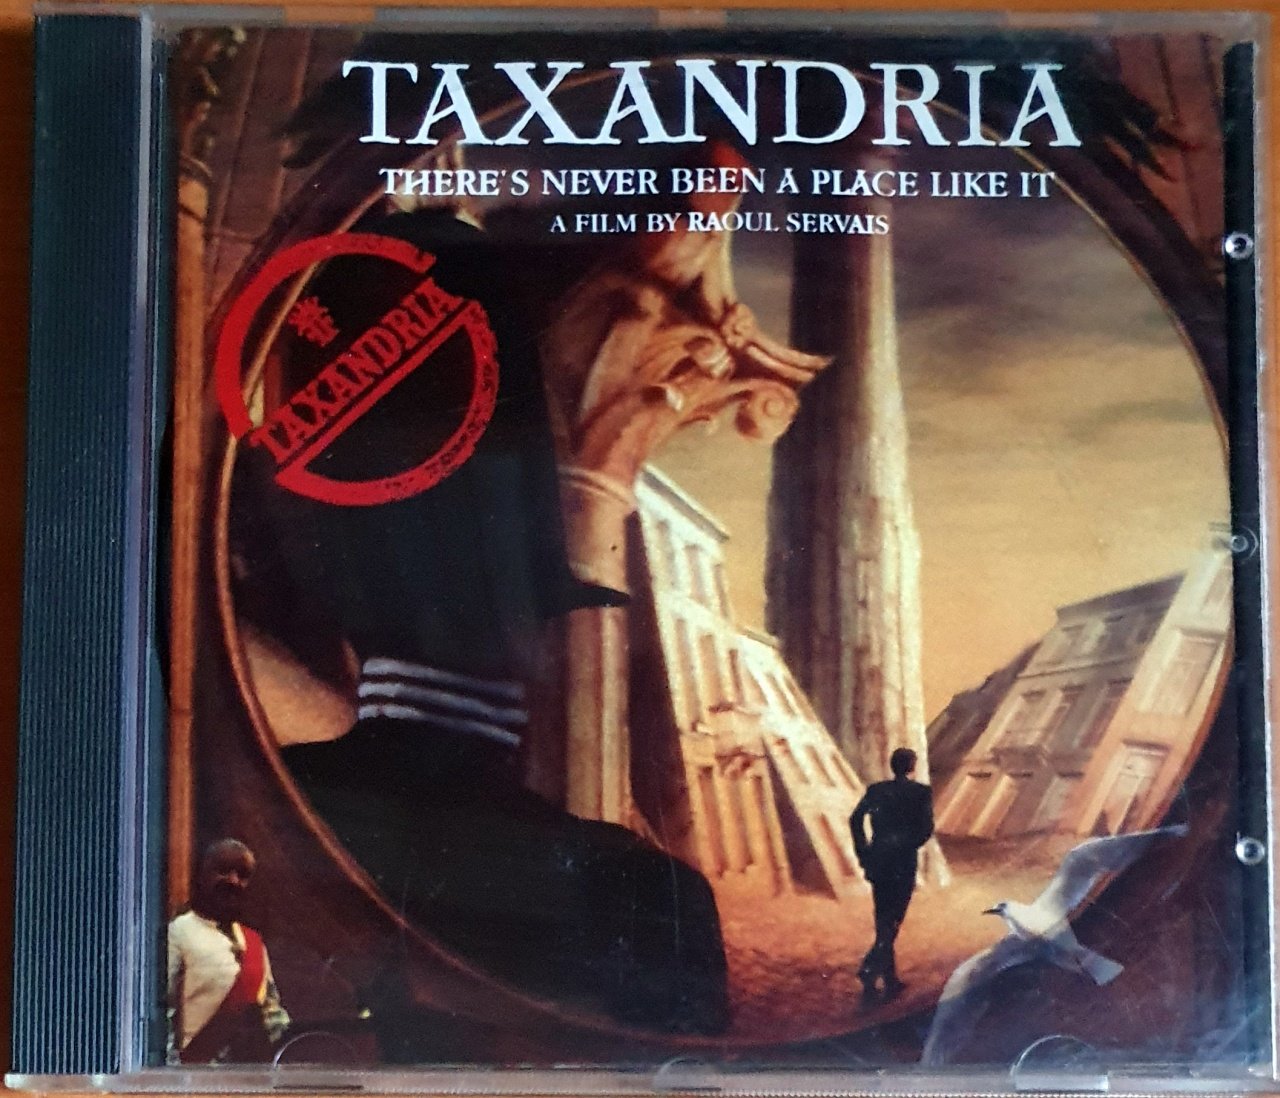 TAXANDRIA
THERE'S NEVER BEEN A PLACE LIKE IT
A FILM BY RAOUL SERVAIS
TAXANDRIA